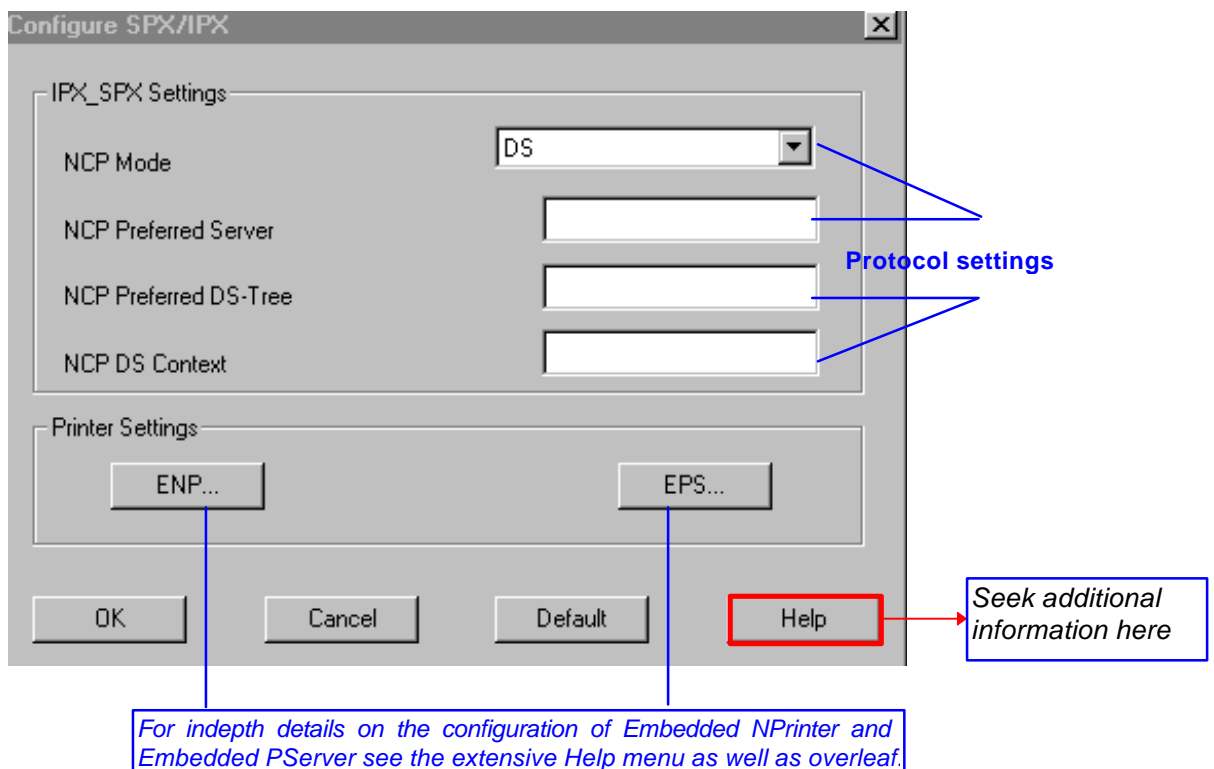 Configure SPX/IPX
IPX_SPX Settings
NCP Mode
DS
NCP Preferred Server
Protocol settings
NCP Preferred DS-Tree
NCP DS Context
Printer Settings
ENP...
EPS...
OK
Cancel
Default
Help
Seek additional
information here
For indepth details on the configuration of Embedded NPrinter and
Embedded PServer see the extensive Help menu as well as overleaf.